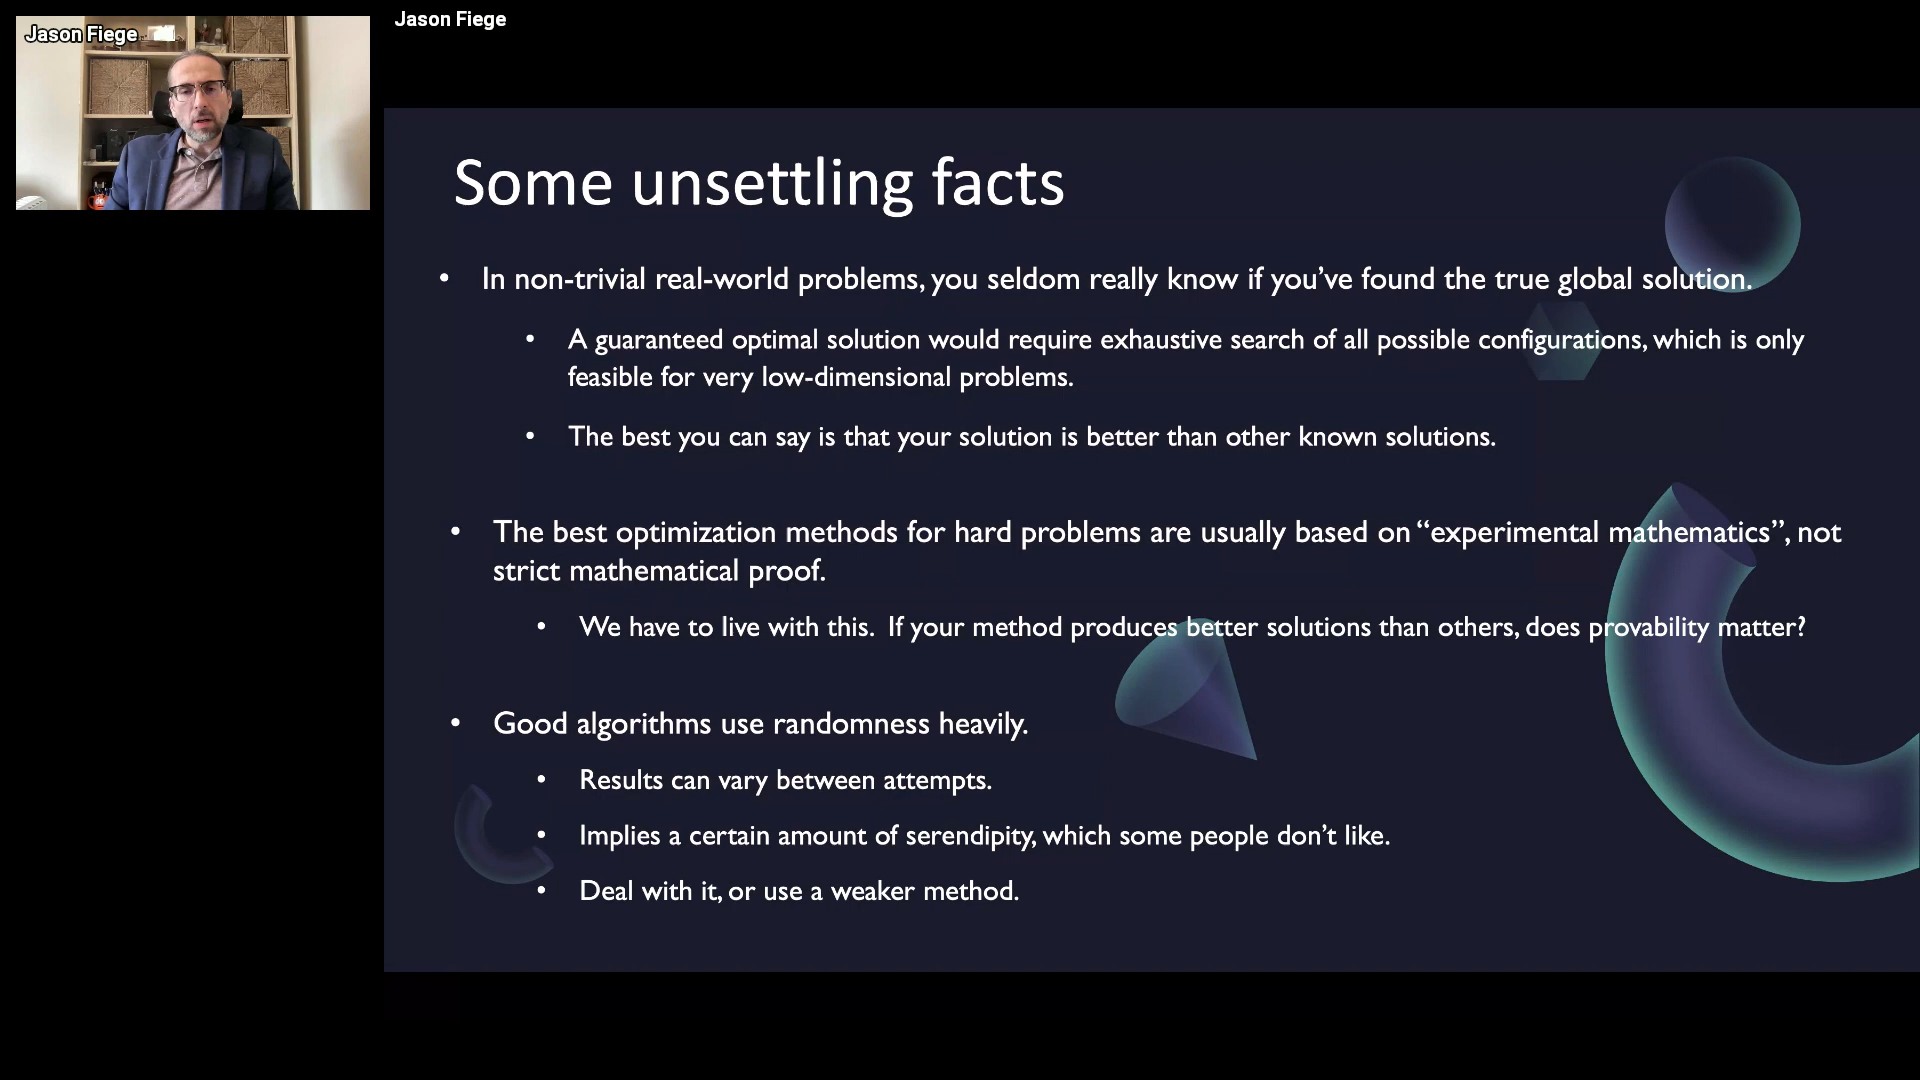 Jason Fiege
Jason Fiege
Some unsettling facts
• In non-trivial real-world problems, you seldom really know if you’ve found the true global solution.
• A guaranteed optimal solution would require exhaustive search of all possible configurations, which is only
feasible for very low-dimensional problems.
• The best you can say is that your solution is better than other known solutions.
• The best optimization methods for hard problems are usually based on “experimental mathematics”, not
strict mathematical proof.
• We have to live with this.  If your method produces better solutions than others, does provability matter?
• Good algorithms use randomness heavily.
• Results can vary between attempts.
• Implies a certain amount of serendipity, which some people don’t like.
• Deal with it, or use a weaker method.